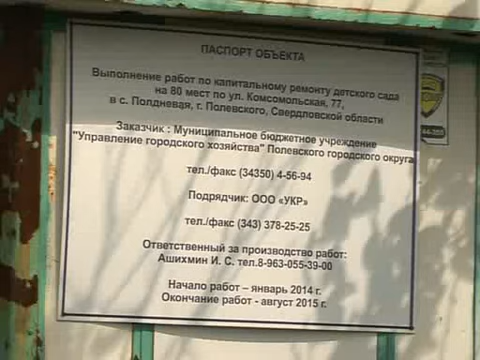 ПАСПОРТ ОБЪЕКТА
Выполнение работ по капитальному ремонту детского сада
на 80 мест по ул. Комсомольская, 77,
в с. Полдневая, г. Полевского, Свердловской области
Заказчик : Муниципальное бюджетное учреждение
"Управление городского хозяйства" Полевского городского округа
тел./факс (34350) 4-56-94
Подрядчик: ООО «УКР»
тел./факс (343) 378-25-25
Ответственный за производство работ:
Ашихмин И. С. тел.8-963-055-39-00
Начало работ – январь 2014 г.
Окончание работ - август 2015 г.